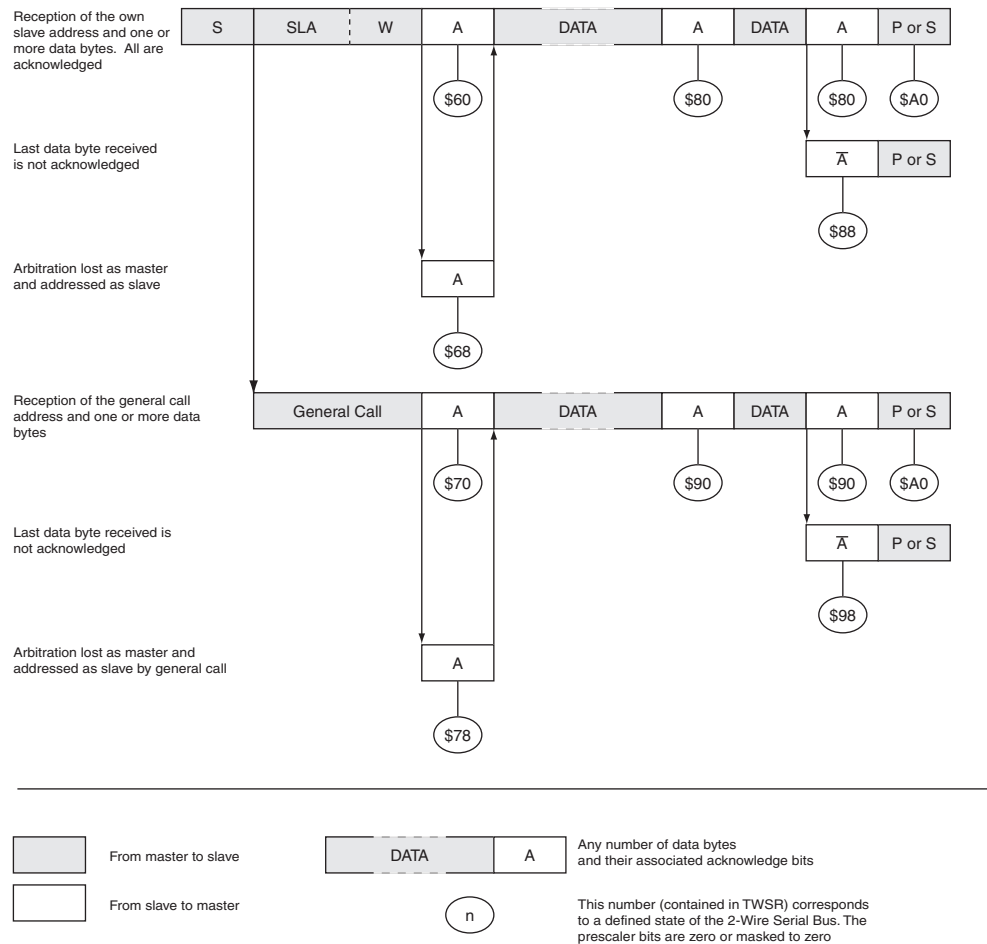 Reception of the own
slave address and one or
more data bytes. All are
acknowledged
S SLA W A DATA A DATA A P or S
$60 $80 $80 $A0
Last data byte received
is not acknowledged
A̅ P or S
$88
Arbitration lost as master
and addressed as slave
A
$68
Reception of the general call
address and one or more data
bytes
General Call A DATA A DATA A P or S
$70 $90 $90 $A0
Last data byte received is
not acknowledged
A̅ P or S
$98
Arbitration lost as master and
addressed as slave by general call
A
$78
From master to slave
DATA A
Any number of data bytes
and their associated acknowledge bits
From slave to master
n
This number (contained in TWSR) corresponds
to a defined state of the 2-Wire Serial Bus. The
prescaler bits are zero or masked to zero